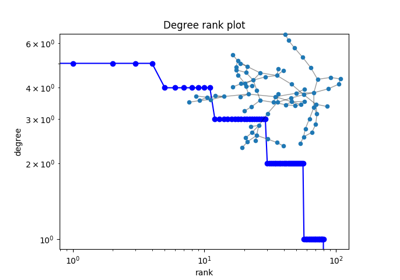 Degree rank plot
6 × 10⁰
4 × 10⁰
3 × 10⁰
2 × 10⁰
10⁰
degree
10⁰
10¹
10²
rank